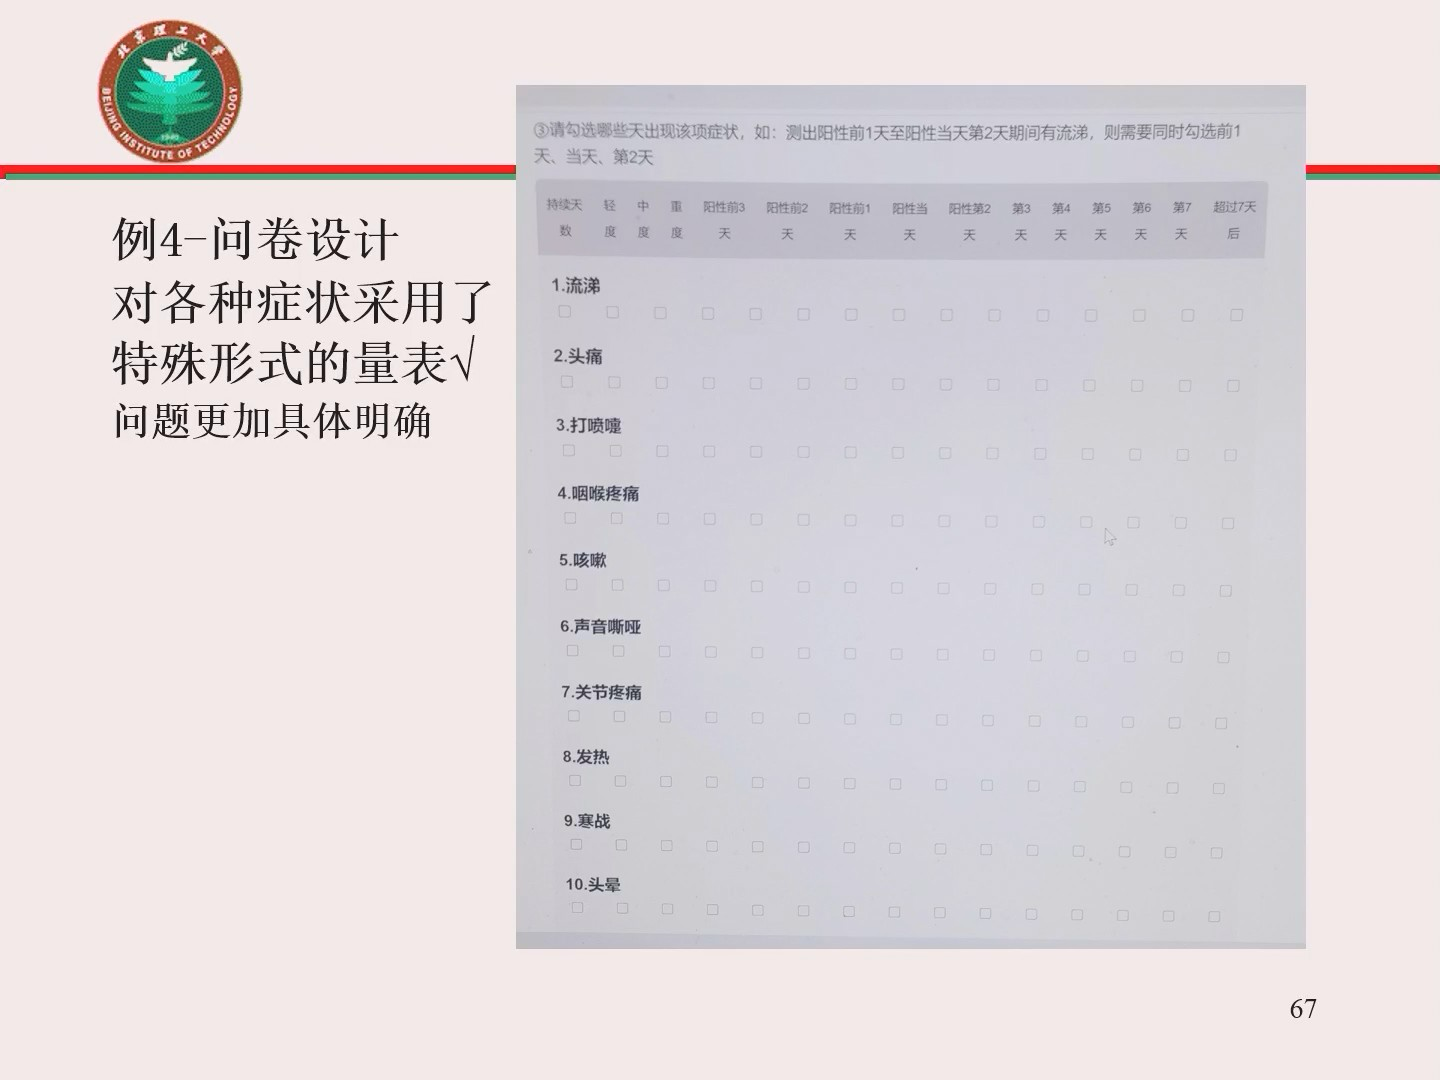 北京理工大学
BEIJING INSTITUTE OF TECHNOLOGY
1940
例4-问卷设计
对各种症状采用了
特殊形式的量表√
问题更加具体明确
③请勾选哪些天出现该项症状，如：测出阳性前1天至阳性当天第2天期间有流涕，则需要同时勾选前1
天、当天、第2天
持续天数 轻度 中度 重度 阳性前3天 阳性前2天 阳性前1天 阳性当天 阳性第2天 第3天 第4天 第5天 第6天 第7天 超过7天后
1.流涕
2.头痛
3.打喷嚏
4.咽喉疼痛
5.咳嗽
6.声音嘶哑
7.关节疼痛
8.发热
9.寒战
10.头晕
67